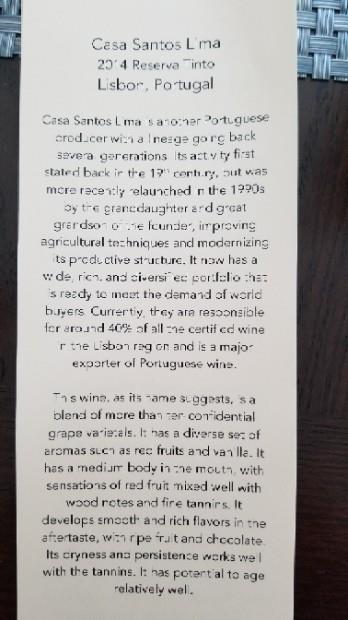 Casa Santos Lima
2014 Reserva Tinto
Lisbon, Portugal
Casa Santos Lima is another Portuguese
producer with a lineage going back
several generations. Its activity first
stated back in the 19th century, but was
more recently relaunched in the 1990s
by the granddaughter and great
grandson of the founder, improving
agricultural techniques and modernizing
its productive structure. It now has a
wide, rich, and diversified portfolio that
is ready to meet the demand of world
buyers. Currently, they are responsible
for around 40% of all the certified wine
in the Lisbon region and is a major
exporter of Portuguese wine.
This wine, as its name suggests, is a
blend of more than ten confidential
grape varietals. It has a diverse set of
aromas such as red fruits and vanilla. It
has a medium body in the mouth, with
sensations of red fruit mixed well with
wood notes and fine tannins. It
develops smooth and rich flavors in the
aftertaste, with ripe fruit and chocolate.
Its dryness and persistence works well
with the tannins. It has potential to age
relatively well.